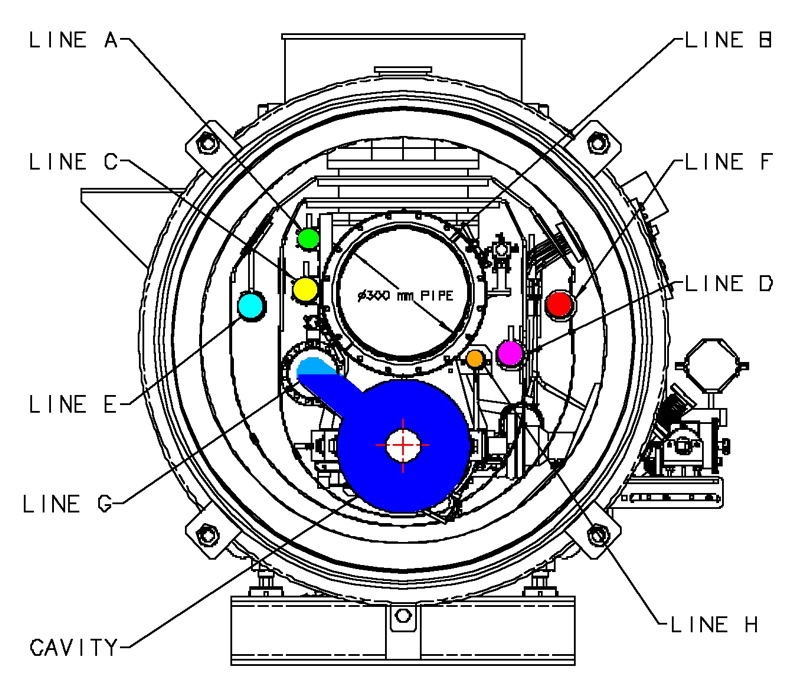 LINE A
LINE B
LINE C
LINE F
Ø300 mm PIPE
LINE D
LINE E
LINE G
LINE H
CAVITY